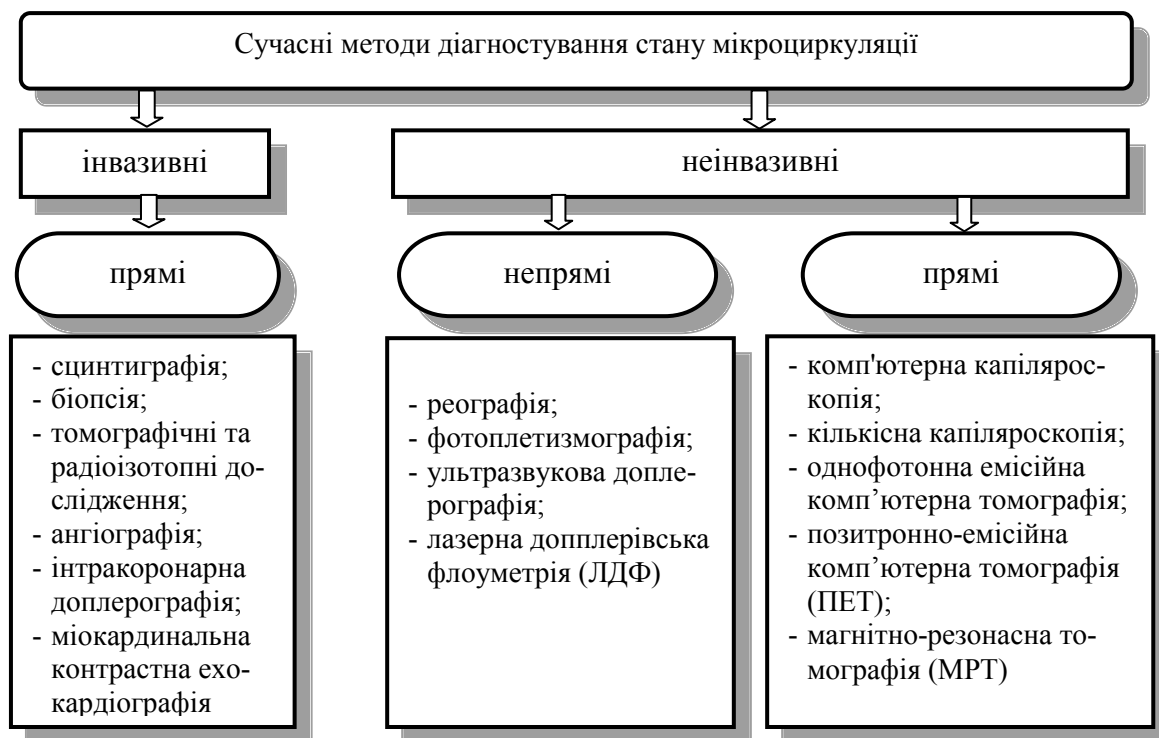 Сучасні методи діагностування стану мікроциркуляції
інвазивні
неінвазивні
прямі
непрямі
прямі
- сцинтиграфія;
- біопсія;
- томографічні та
радіоізотопні до-
слідження;
- ангіографія;
- інтракоронарна
доплерографія;
- міокардинальна
контрастна ехо-
кардіографія
- реографія;
- фотоплетизмографія;
- ультразвукова допле-
рографія;
- лазерна допплерівська
флоуметрія (ЛДФ)
- комп'ютерна капілярос-
копія;
- кількісна капіляроскопія;
- однофотонна емісійна
комп’ютерна томографія;
- позитронно-емісійна
комп’ютерна томографія
(ПЕТ);
- магнітно-резонасна то-
мографія (МРТ)